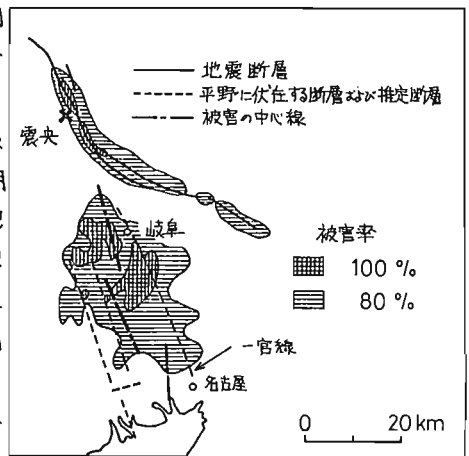 地震断層
平野に伏在する断層および推定断層
被害の中心線
震央
岐阜
被害率
100 %
80 %
一宮線
名古屋
0 20 km